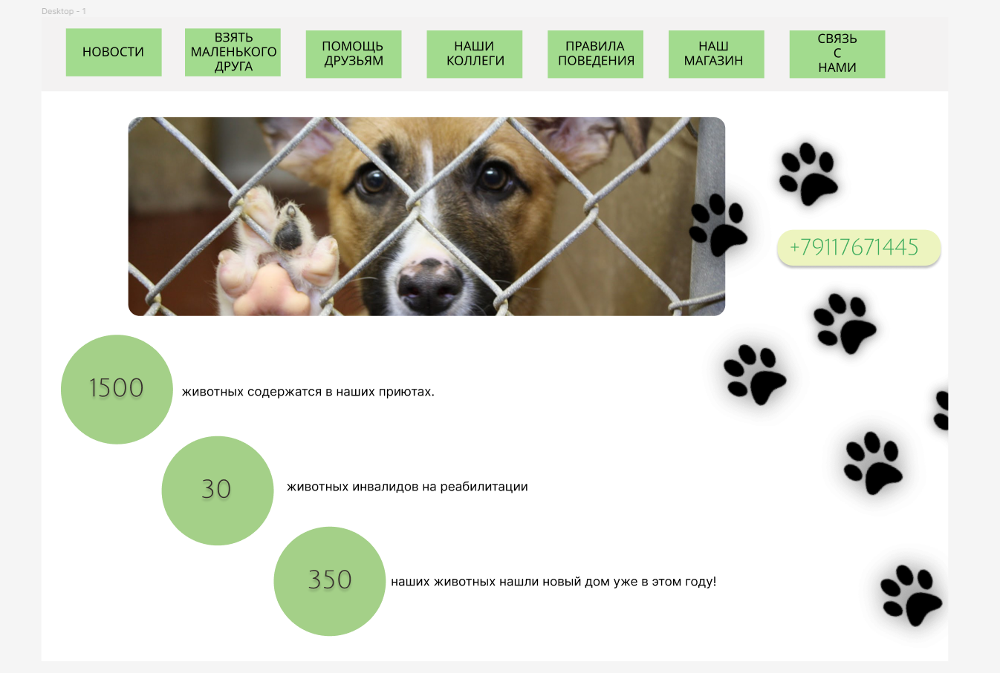 Desktop - 1
НОВОСТИ
ВЗЯТЬ
МАЛЕНЬКОГО
ДРУГА
ПОМОЩЬ
ДРУЗЬЯМ
НАШИ
КОЛЛЕГИ
ПРАВИЛА
ПОВЕДЕНИЯ
НАШ
МАГАЗИН
СВЯЗЬ
С
НАМИ
+79117671445
1500
животных содержатся в наших приютах.
30
животных инвалидов на реабилитации
350
наших животных нашли новый дом уже в этом году!